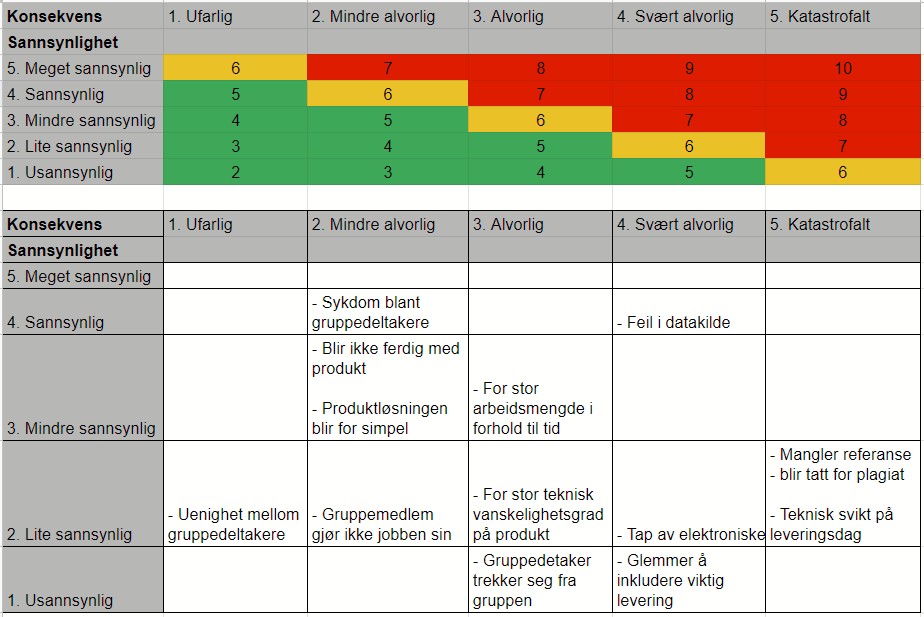 Konsekvens 1. Ufarlig 2. Mindre alvorlig 3. Alvorlig 4. Svært alvorlig 5. Katastrofalt
Sannsynlighet
5. Meget sannsynlig 6 7 8 9 10
4. Sannsynlig 5 6 7 8 9
3. Mindre sannsynlig 4 5 6 7 8
2. Lite sannsynlig 3 4 5 6 7
1. Usannsynlig 2 3 4 5 6
Konsekvens 1. Ufarlig 2. Mindre alvorlig 3. Alvorlig 4. Svært alvorlig 5. Katastrofalt
Sannsynlighet
5. Meget sannsynlig
4. Sannsynlig
- Sykdom blant
gruppedeltakere
- Feil i datakilde
3. Mindre sannsynlig
- Blir ikke ferdig med
produkt
- Produktløsningen
blir for simpel
- For stor
arbeidsmengde i
forhold til tid
2. Lite sannsynlig
- Uenighet mellom
gruppedeltakere
- Gruppemedlem
gjør ikke jobben sin
- For stor teknisk
vanskelighetsgrad
på produkt
- Tap av elektroniske
- Mangler referanse
- blir tatt for plagiat
- Teknisk svikt på
leveringsdag
1. Usannsynlig
- Gruppedetaker
trekker seg fra
gruppen
- Glemmer å
inkludere viktig
levering